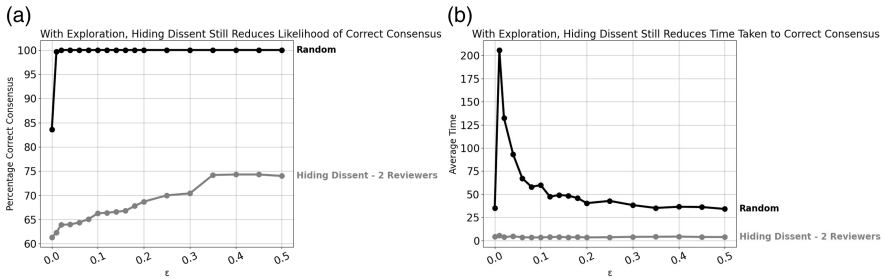 (a)
With Exploration, Hiding Dissent Still Reduces Likelihood of Correct Consensus
Percentage Correct Consensus
100
95
90
85
80
75
70
65
60
Random
Hiding Dissent - 2 Reviewers
0.0 0.1 0.2 0.3 0.4 0.5
ε
(b)
With Exploration, Hiding Dissent Still Reduces Time Taken to Correct Consensus
Average Time
200
175
150
125
100
75
50
25
0
Random
Hiding Dissent - 2 Reviewers
0.0 0.1 0.2 0.3 0.4 0.5
ε